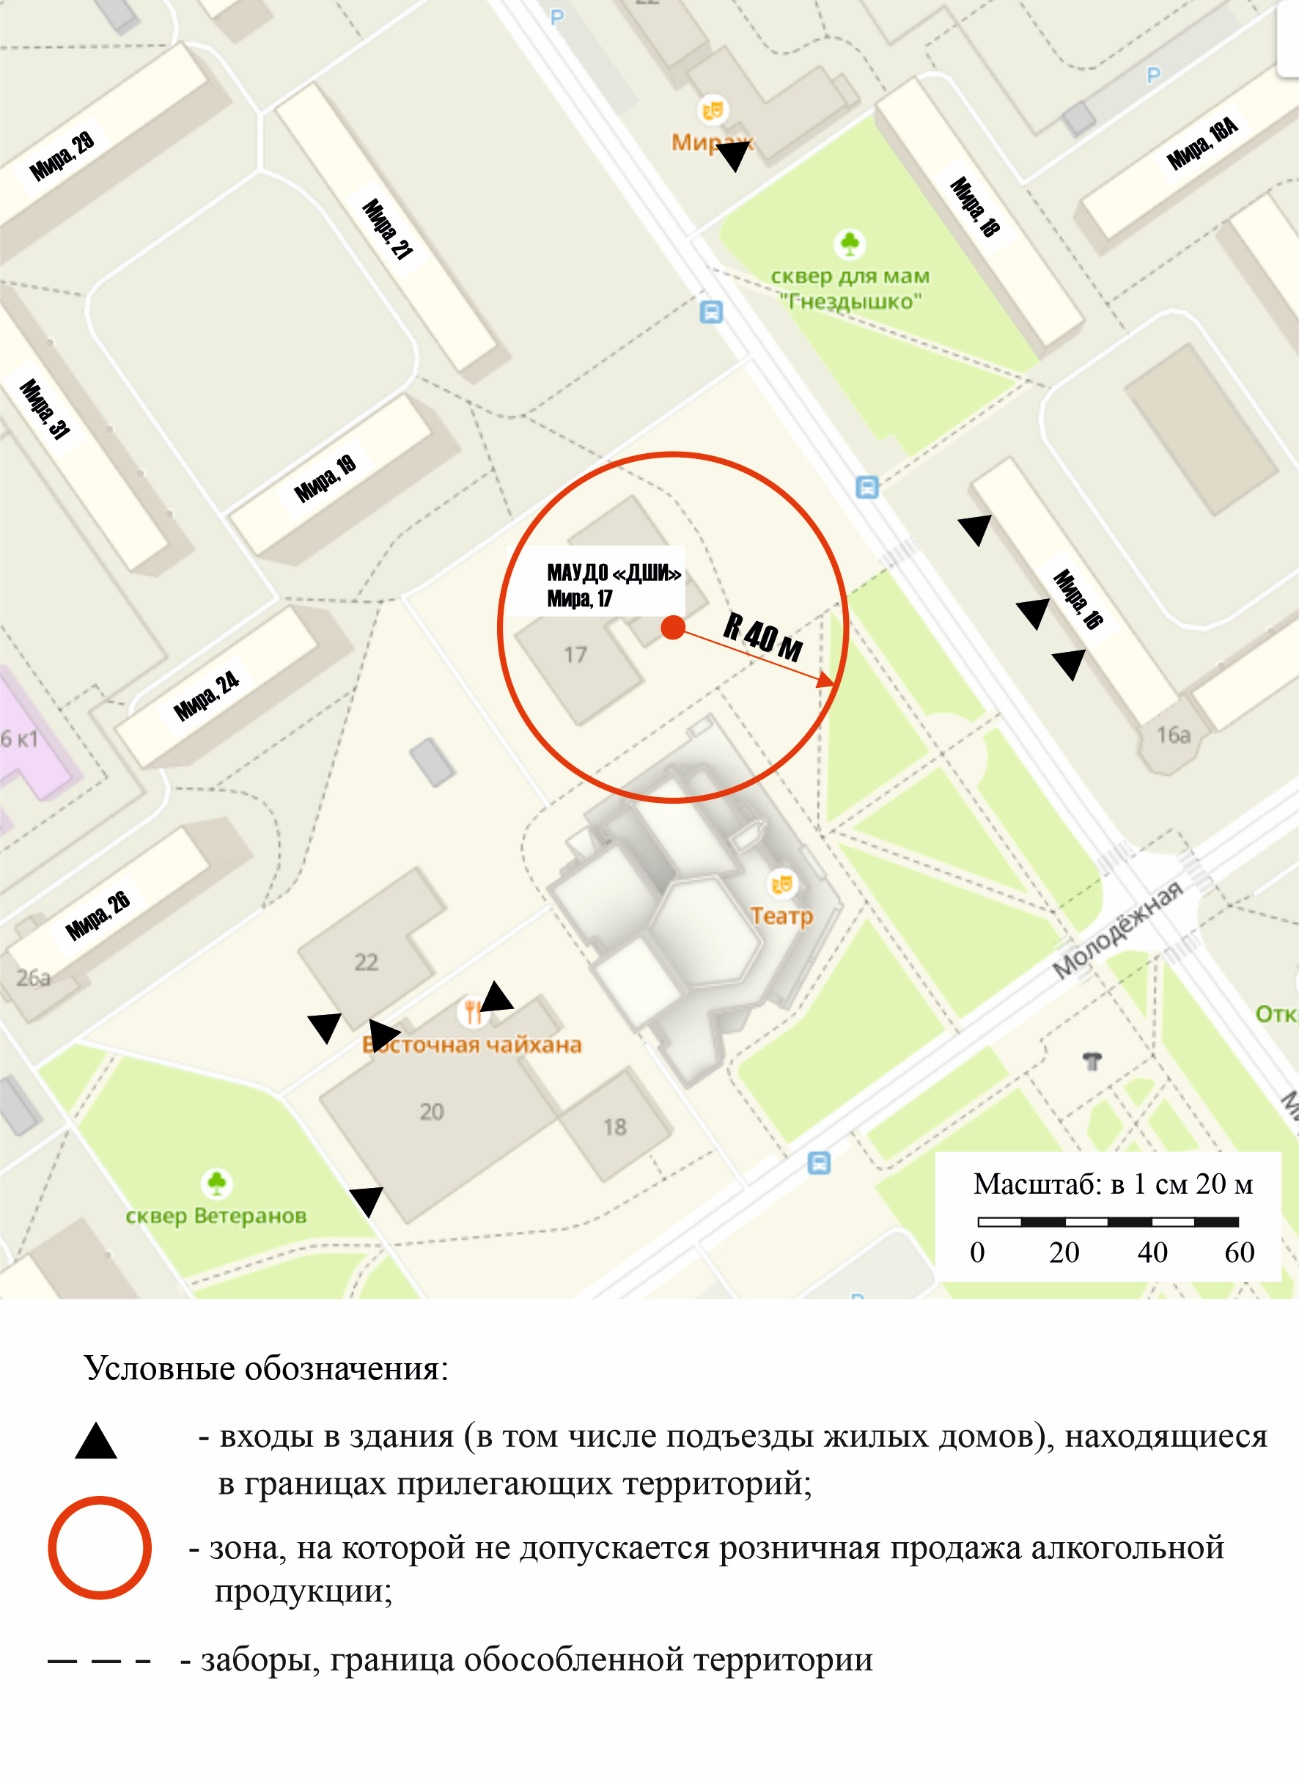 22
P
P
Мираж
Мира, 29
Мира, 21
Мира, 18
Мира, 18А
сквер для мам
"Гнездышко"
Мира, 31
Мира, 19
МАУДО «ДШИ»
Мира, 17
R 40 м
17
Мира, 16
Мира, 24
6 к1
16а
Театр
Мира, 26
26а
22
Молодёжная
Восточная чайхана
20
18
сквер Ветеранов
Масштаб: в 1 см 20 м
0 20 40 60
P
Условные обозначения:
- входы в здания (в том числе подъезды жилых домов), находящиеся
в границах прилегающих территорий;
- зона, на которой не допускается розничная продажа алкогольной
продукции;
- заборы, граница обособленной территории